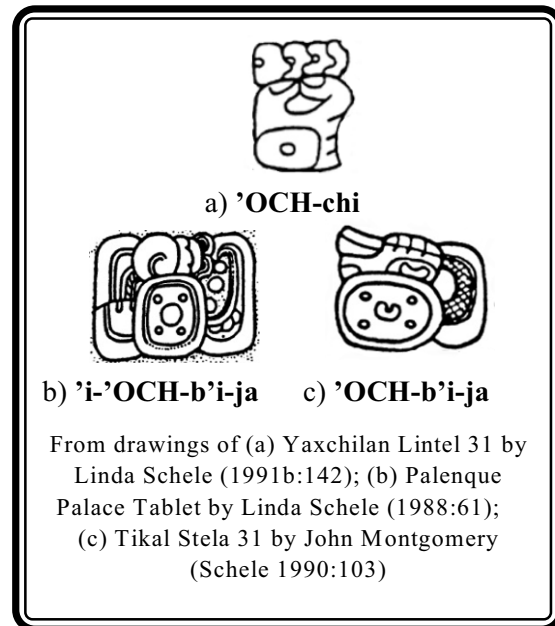 a) ’OCH-chi
b) ’i-’OCH-b’i-ja c) ’OCH-b’i-ja
From drawings of (a) Yaxchilan Lintel 31 by
Linda Schele (1991b:142); (b) Palenque
Palace Tablet by Linda Schele (1988:61);
(c) Tikal Stela 31 by John Montgomery
(Schele 1990:103)